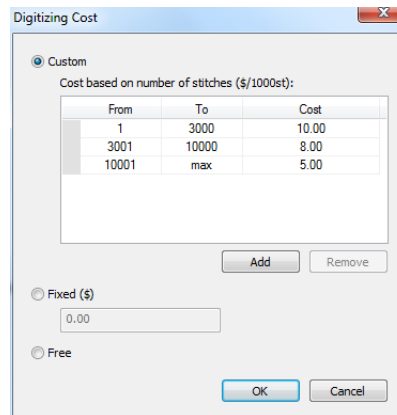 Digitizing Cost
Custom
Cost based on number of stitches ($/1000st):
From To Cost
1 3000 10.00
3001 10000 8.00
10001 max 5.00
Add Remove
Fixed ($)
0.00
Free
OK Cancel